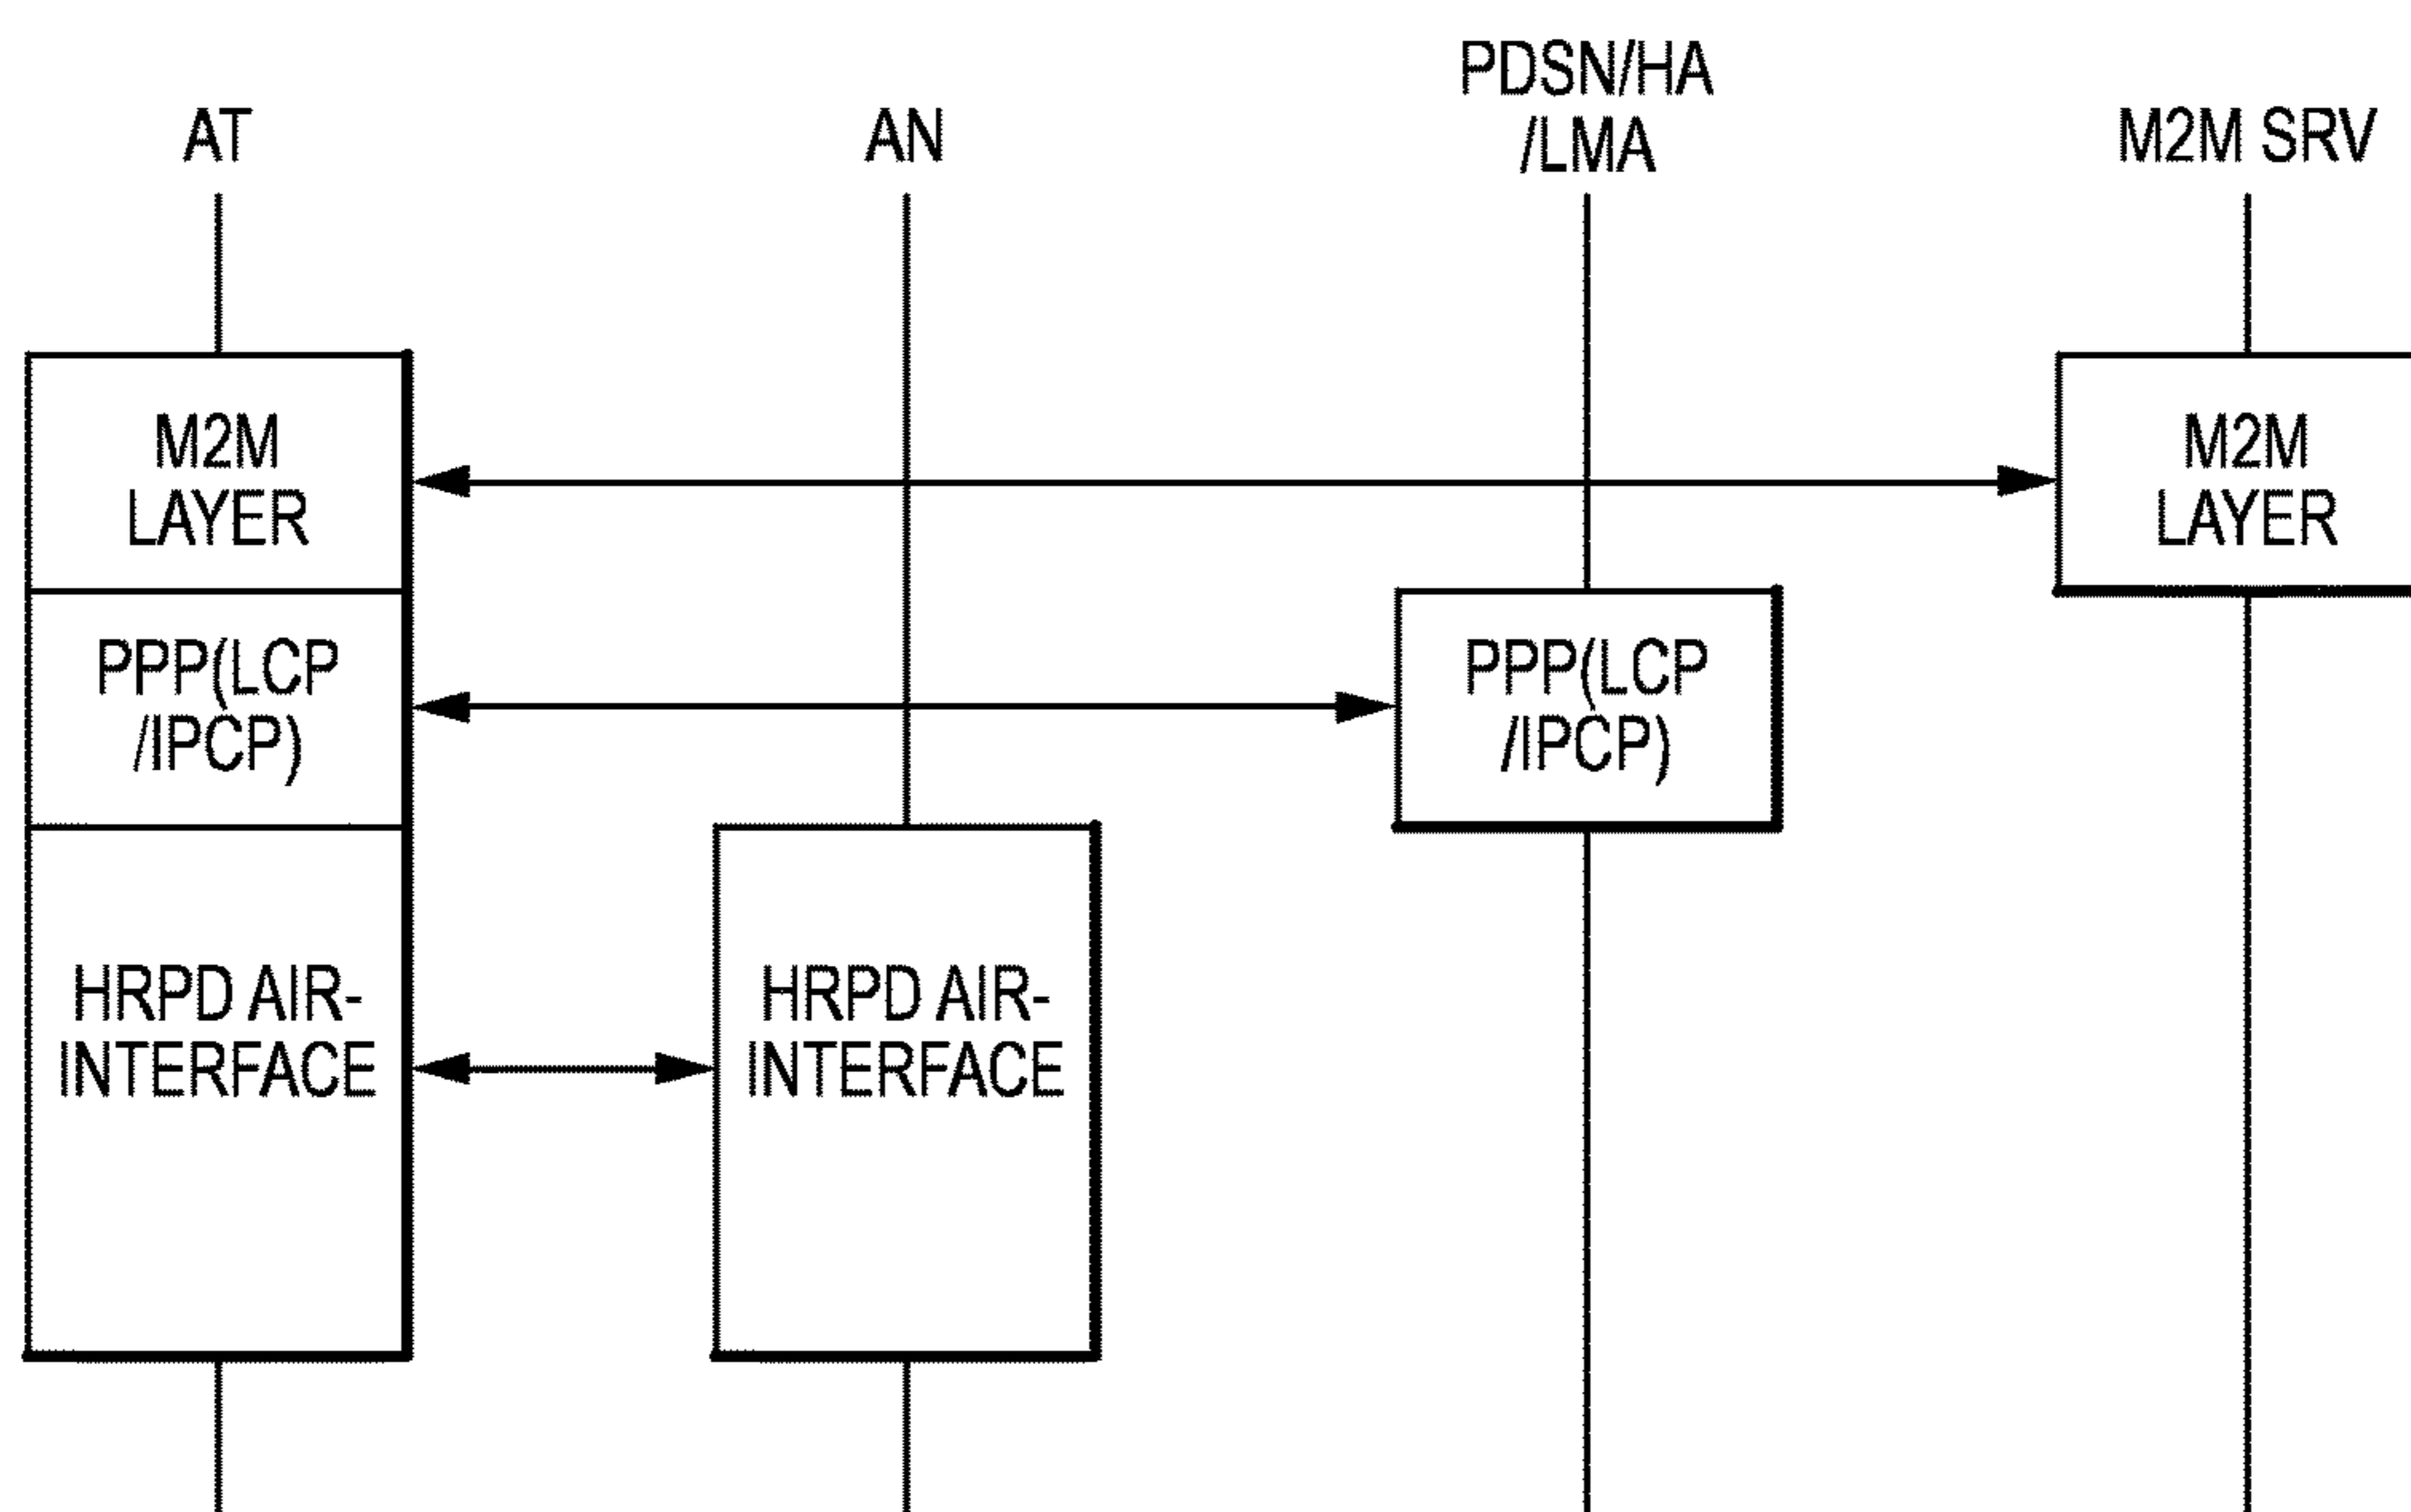 PDSN/HA
/LMA
AT
AN
M2M SRV
M2M
LAYER
M2M
LAYER
PPP(LCP
/IPCP)
PPP(LCP
/IPCP)
HRPD AIR-
INTERFACE
HRPD AIR-
INTERFACE